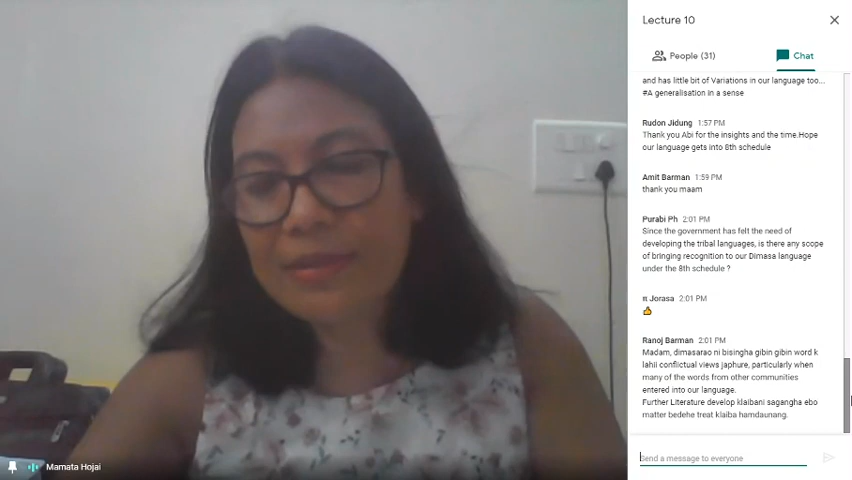 Lecture 10
People (31)
Chat
and has little bit of Variations in our language too...
#A generalisation in a sense
Rudon Jidung 1:57 PM
Thank you Abi for the insights and the time.Hope
our language gets into 8th schedule
Amit Barman 1:59 PM
thank you maam
Purabi Ph 2:01 PM
Since the government has felt the need of
developing the tribal languages, is there any scope
of bringing recognition to our Dimasa language
under the 8th schedule ?
π Jorasa 2:01 PM
👍
Ranoj Barman 2:01 PM
Madam, dimasarao ni bisingha gibin gibin word k
lahii conflictual views japhure, particularly when
many of the words from other communities
entered into our language.
Further Literature develop klaibani sagangha ebo
matter bedehe treat klaiba hamdaunang.
Send a message to everyone
Mamata Hojai